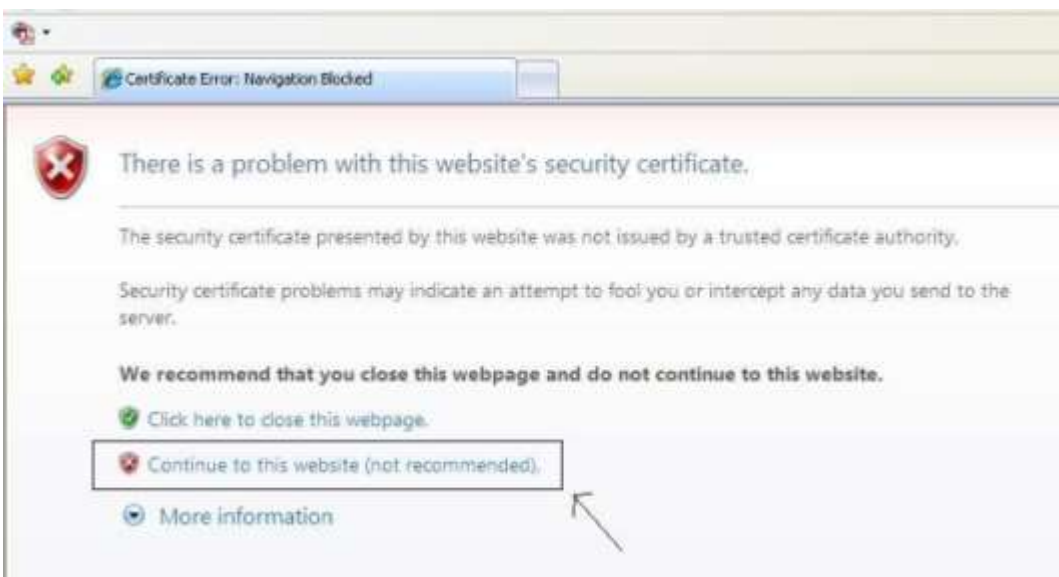 Certificate Error: Navigation Blocked
There is a problem with this website's security certificate.
The security certificate presented by this website was not issued by a trusted certificate authority.
Security certificate problems may indicate an attempt to fool you or intercept any data you send to the
server.
We recommend that you close this webpage and do not continue to this website.
Click here to close this webpage.
Continue to this website (not recommended).
More information